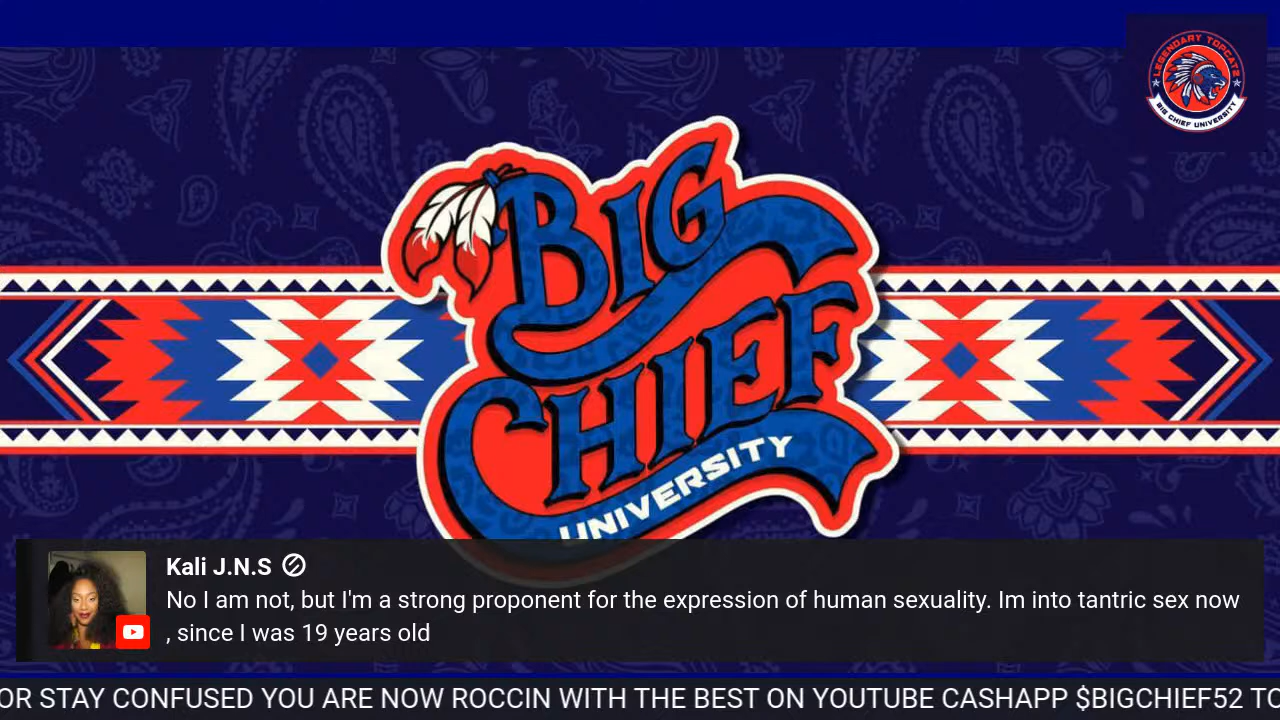 LEGENDARY TOPCATZ
BIG CHIEF UNIVERSITY
BIG
CHIEF
UNIVERSITY
Kali J.N.S
No I am not, but I'm a strong proponent for the expression of human sexuality. Im into tantric sex now
, since I was 19 years old
OR STAY CONFUSED YOU ARE NOW ROCCIN WITH THE BEST ON YOUTUBE CASHAPP $BIGCHIEF52 TO